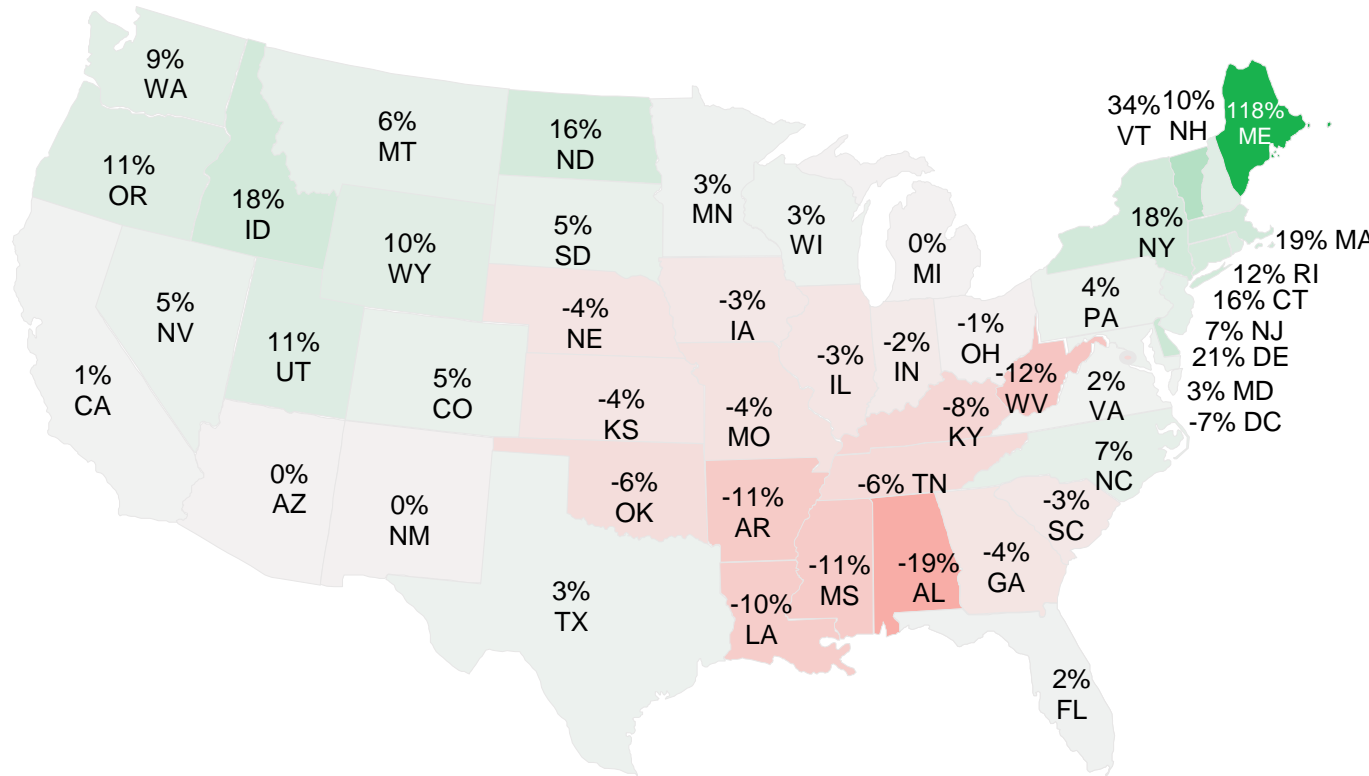 9%
WA
6%
MT
16%
ND
3%
MN
34%
VT
10%
NH
118%
ME
11%
OR
18%
ID
10%
WY
5%
SD
3%
WI
0%
MI
18%
NY
19% MA
12% RI
16% CT
7% NJ
21% DE
3% MD
-7% DC
4%
PA
5%
NV
11%
UT
5%
CO
-4%
NE
-3%
IA
-3%
IL
-2%
IN
-1%
OH
-12%
WV
2%
VA
1%
CA
-4%
KS
-4%
MO
-8%
KY
7%
NC
0%
AZ
0%
NM
-6%
OK
-11%
AR
-6% TN
-3%
SC
3%
TX
-10%
LA
-11%
MS
-19%
AL
-4%
GA
2%
FL